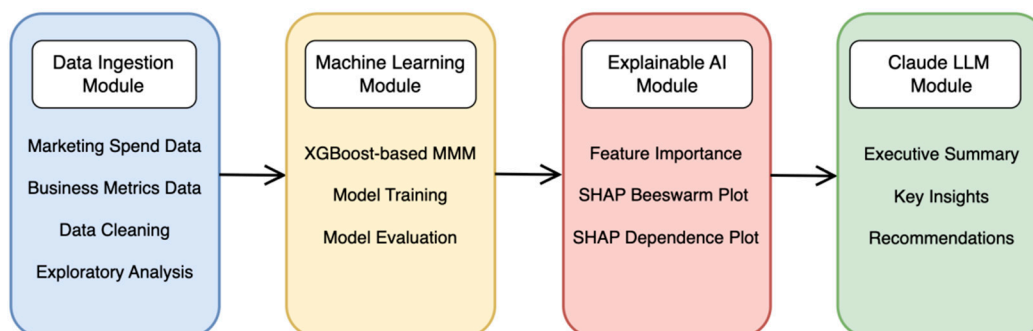 Data Ingestion
Module
Marketing Spend Data
Business Metrics Data
Data Cleaning
Exploratory Analysis
Machine Learning
Module
XGBoost-based MMM
Model Training
Model Evaluation
Explainable AI
Module
Feature Importance
SHAP Beeswarm Plot
SHAP Dependence Plot
Claude LLM
Module
Executive Summary
Key Insights
Recommendations